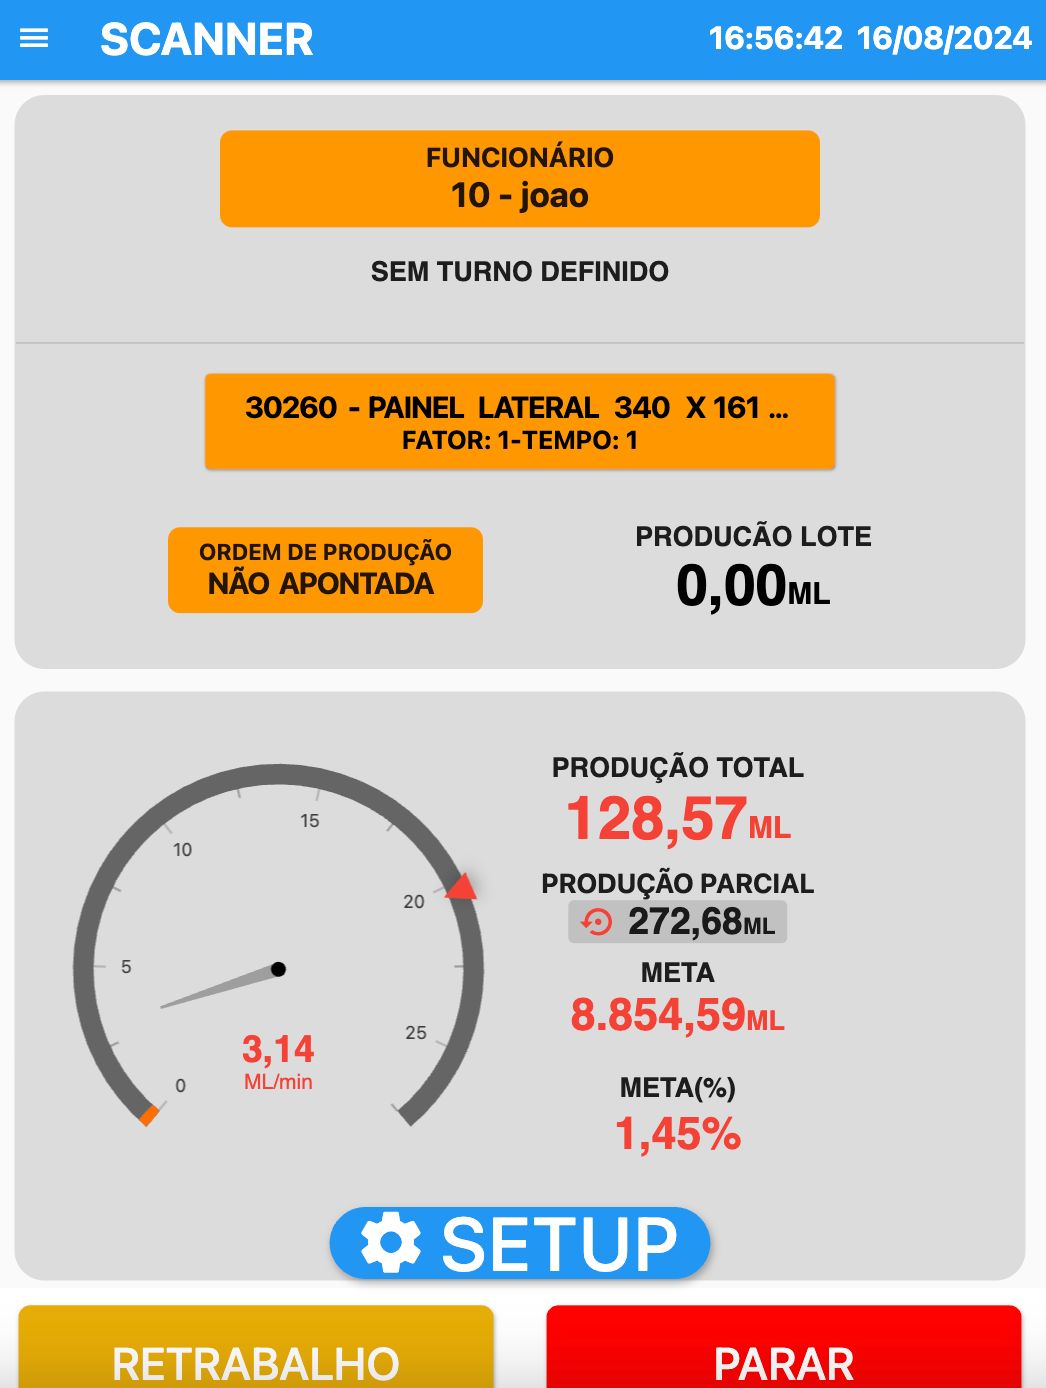 SCANNER
16:56:42 16/08/2024
FUNCIONÁRIO
10 - joao
SEM TURNO DEFINIDO
30260 - PAINEL LATERAL 340 X 161 ...
FATOR: 1-TEMPO: 1
ORDEM DE PRODUÇÃO
NÃO APONTADA
PRODUCÃO LOTE
0,00ML
0
5
10
15
20
25
3,14
ML/min
PRODUÇÃO TOTAL
128,57ML
PRODUÇÃO PARCIAL
272,68ML
META
8.854,59ML
META(%)
1,45%
SETUP
RETRABALHO
PARAR